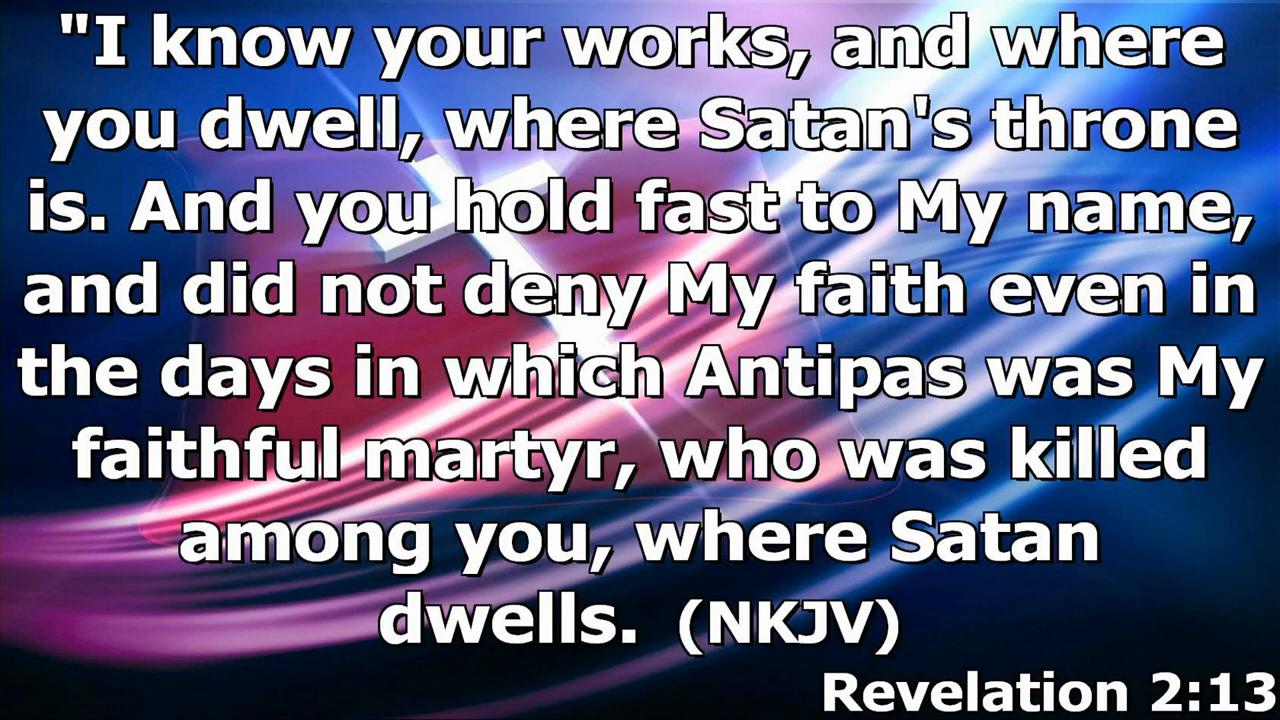 "I know your works, and where
you dwell, where Satan's throne
is. And you hold fast to My name,
and did not deny My faith even in
the days in which Antipas was My
faithful martyr, who was killed
among you, where Satan
dwells. (NKJV)
Revelation 2:13